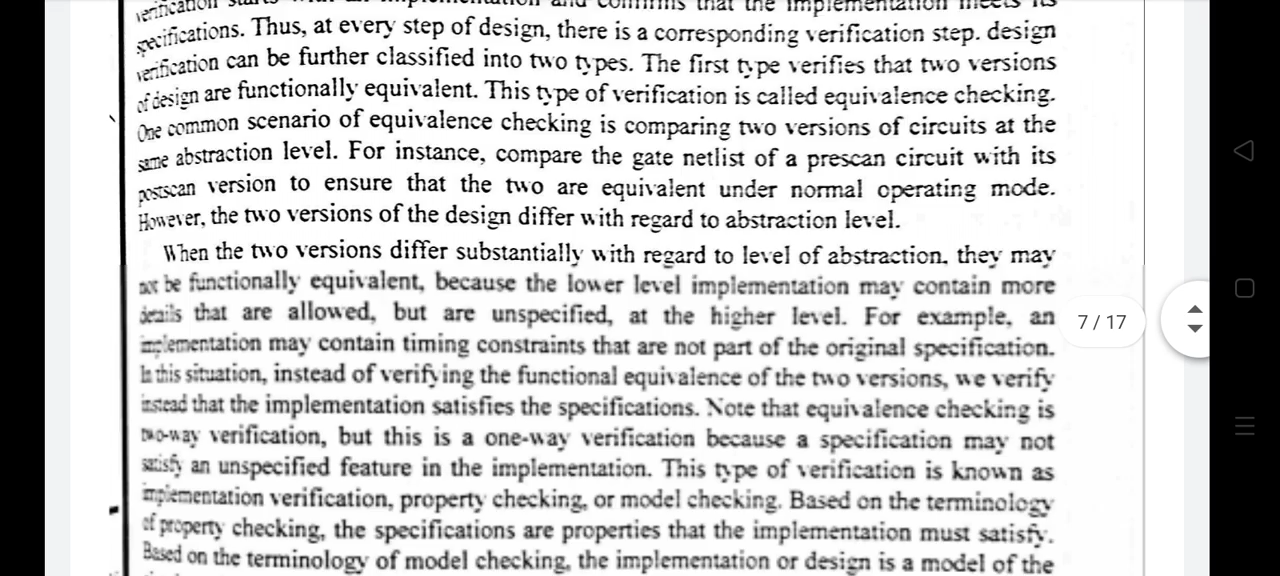 verification starts with an implementation and confirms that the implementation meets its
specifications. Thus, at every step of design, there is a corresponding verification step. design
verification can be further classified into two types. The first type verifies that two versions
of design are functionally equivalent. This type of verification is called equivalence checking.
One common scenario of equivalence checking is comparing two versions of circuits at the
same abstraction level. For instance, compare the gate netlist of a prescan circuit with its
postscan version to ensure that the two are equivalent under normal operating mode.
However, the two versions of the design differ with regard to abstraction level.
When the two versions differ substantially with regard to level of abstraction, they may
not be functionally equivalent, because the lower level implementation may contain more
details that are allowed, but are unspecified, at the higher level. For example, an
implementation may contain timing constraints that are not part of the original specification.
In this situation, instead of verifying the functional equivalence of the two versions, we verify
instead that the implementation satisfies the specifications. Note that equivalence checking is
two-way verification, but this is a one-way verification because a specification may not
satisfy an unspecified feature in the implementation. This type of verification is known as
implementation verification, property checking, or model checking. Based on the terminology
of property checking, the specifications are properties that the implementation must satisfy.
Based on the terminology of model checking, the implementation or design is a model of the
7 / 17